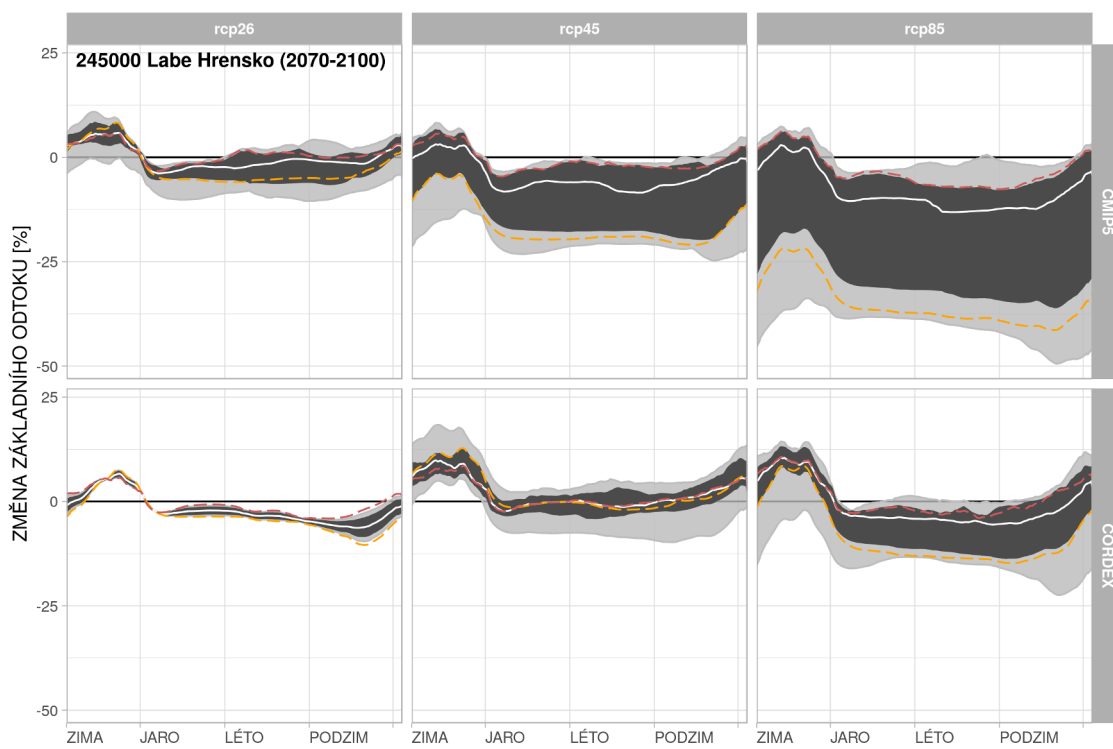 rcp26 rcp45 rcp85
245000 Labe Hrensko (2070-2100)
25
0
-25
-50
CMIP5
ZMĚNA ZÁKLADNÍHO ODTOKU [%]
25
0
-25
-50
CORDEX
ZIMA JARO LÉTO PODZIM ZIMA JARO LÉTO PODZIM ZIMA JARO LÉTO PODZIM